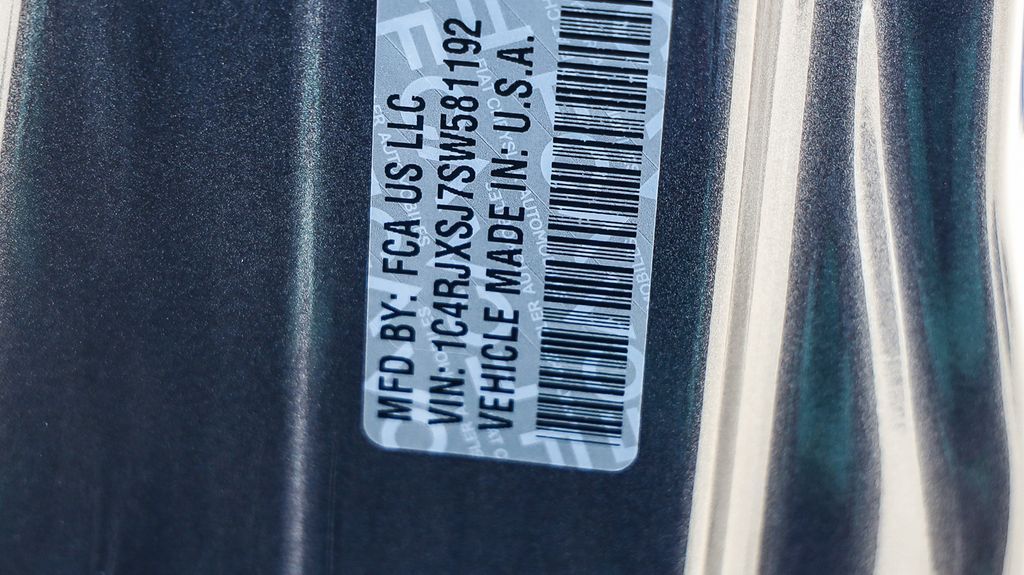 MFD BY: FCA US LLC
VIN: 1C4RJXSJ7SW581192
VEHICLE MADE IN: U.S.A.